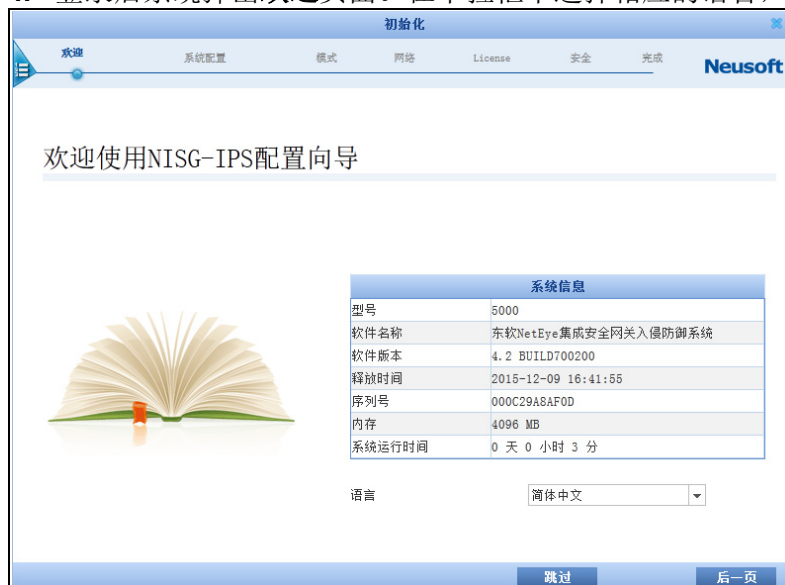 初始化
欢迎 系统配置 模式 网络 License 安全 完成
Neusoft
欢迎使用NISG-IPS配置向导
系统信息
型号 5000
软件名称 东软NetEye集成安全网关入侵防御系统
软件版本 4.2 BUILD700200
释放时间 2015-12-09 16:41:55
序列号 000C29A8AF0D
内存 4096 MB
系统运行时间 0 天 0 小时 3 分
语言 简体中文
跳过 后一页